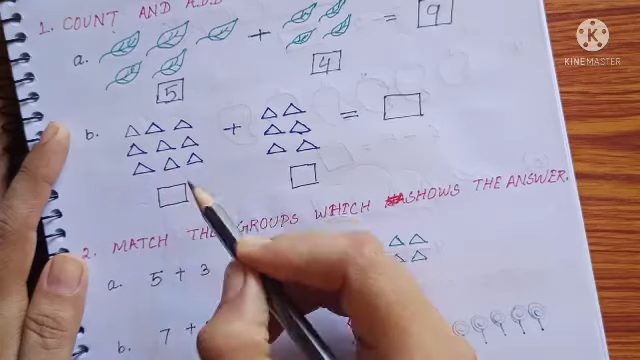 1. COUNT AND ADD
a. + = 9
5 4
KINEMASTER
b. + =
2. MATCH THE GROUPS WHICH SHOWS THE ANSWER.
a. 5 + 3
b. 7 +